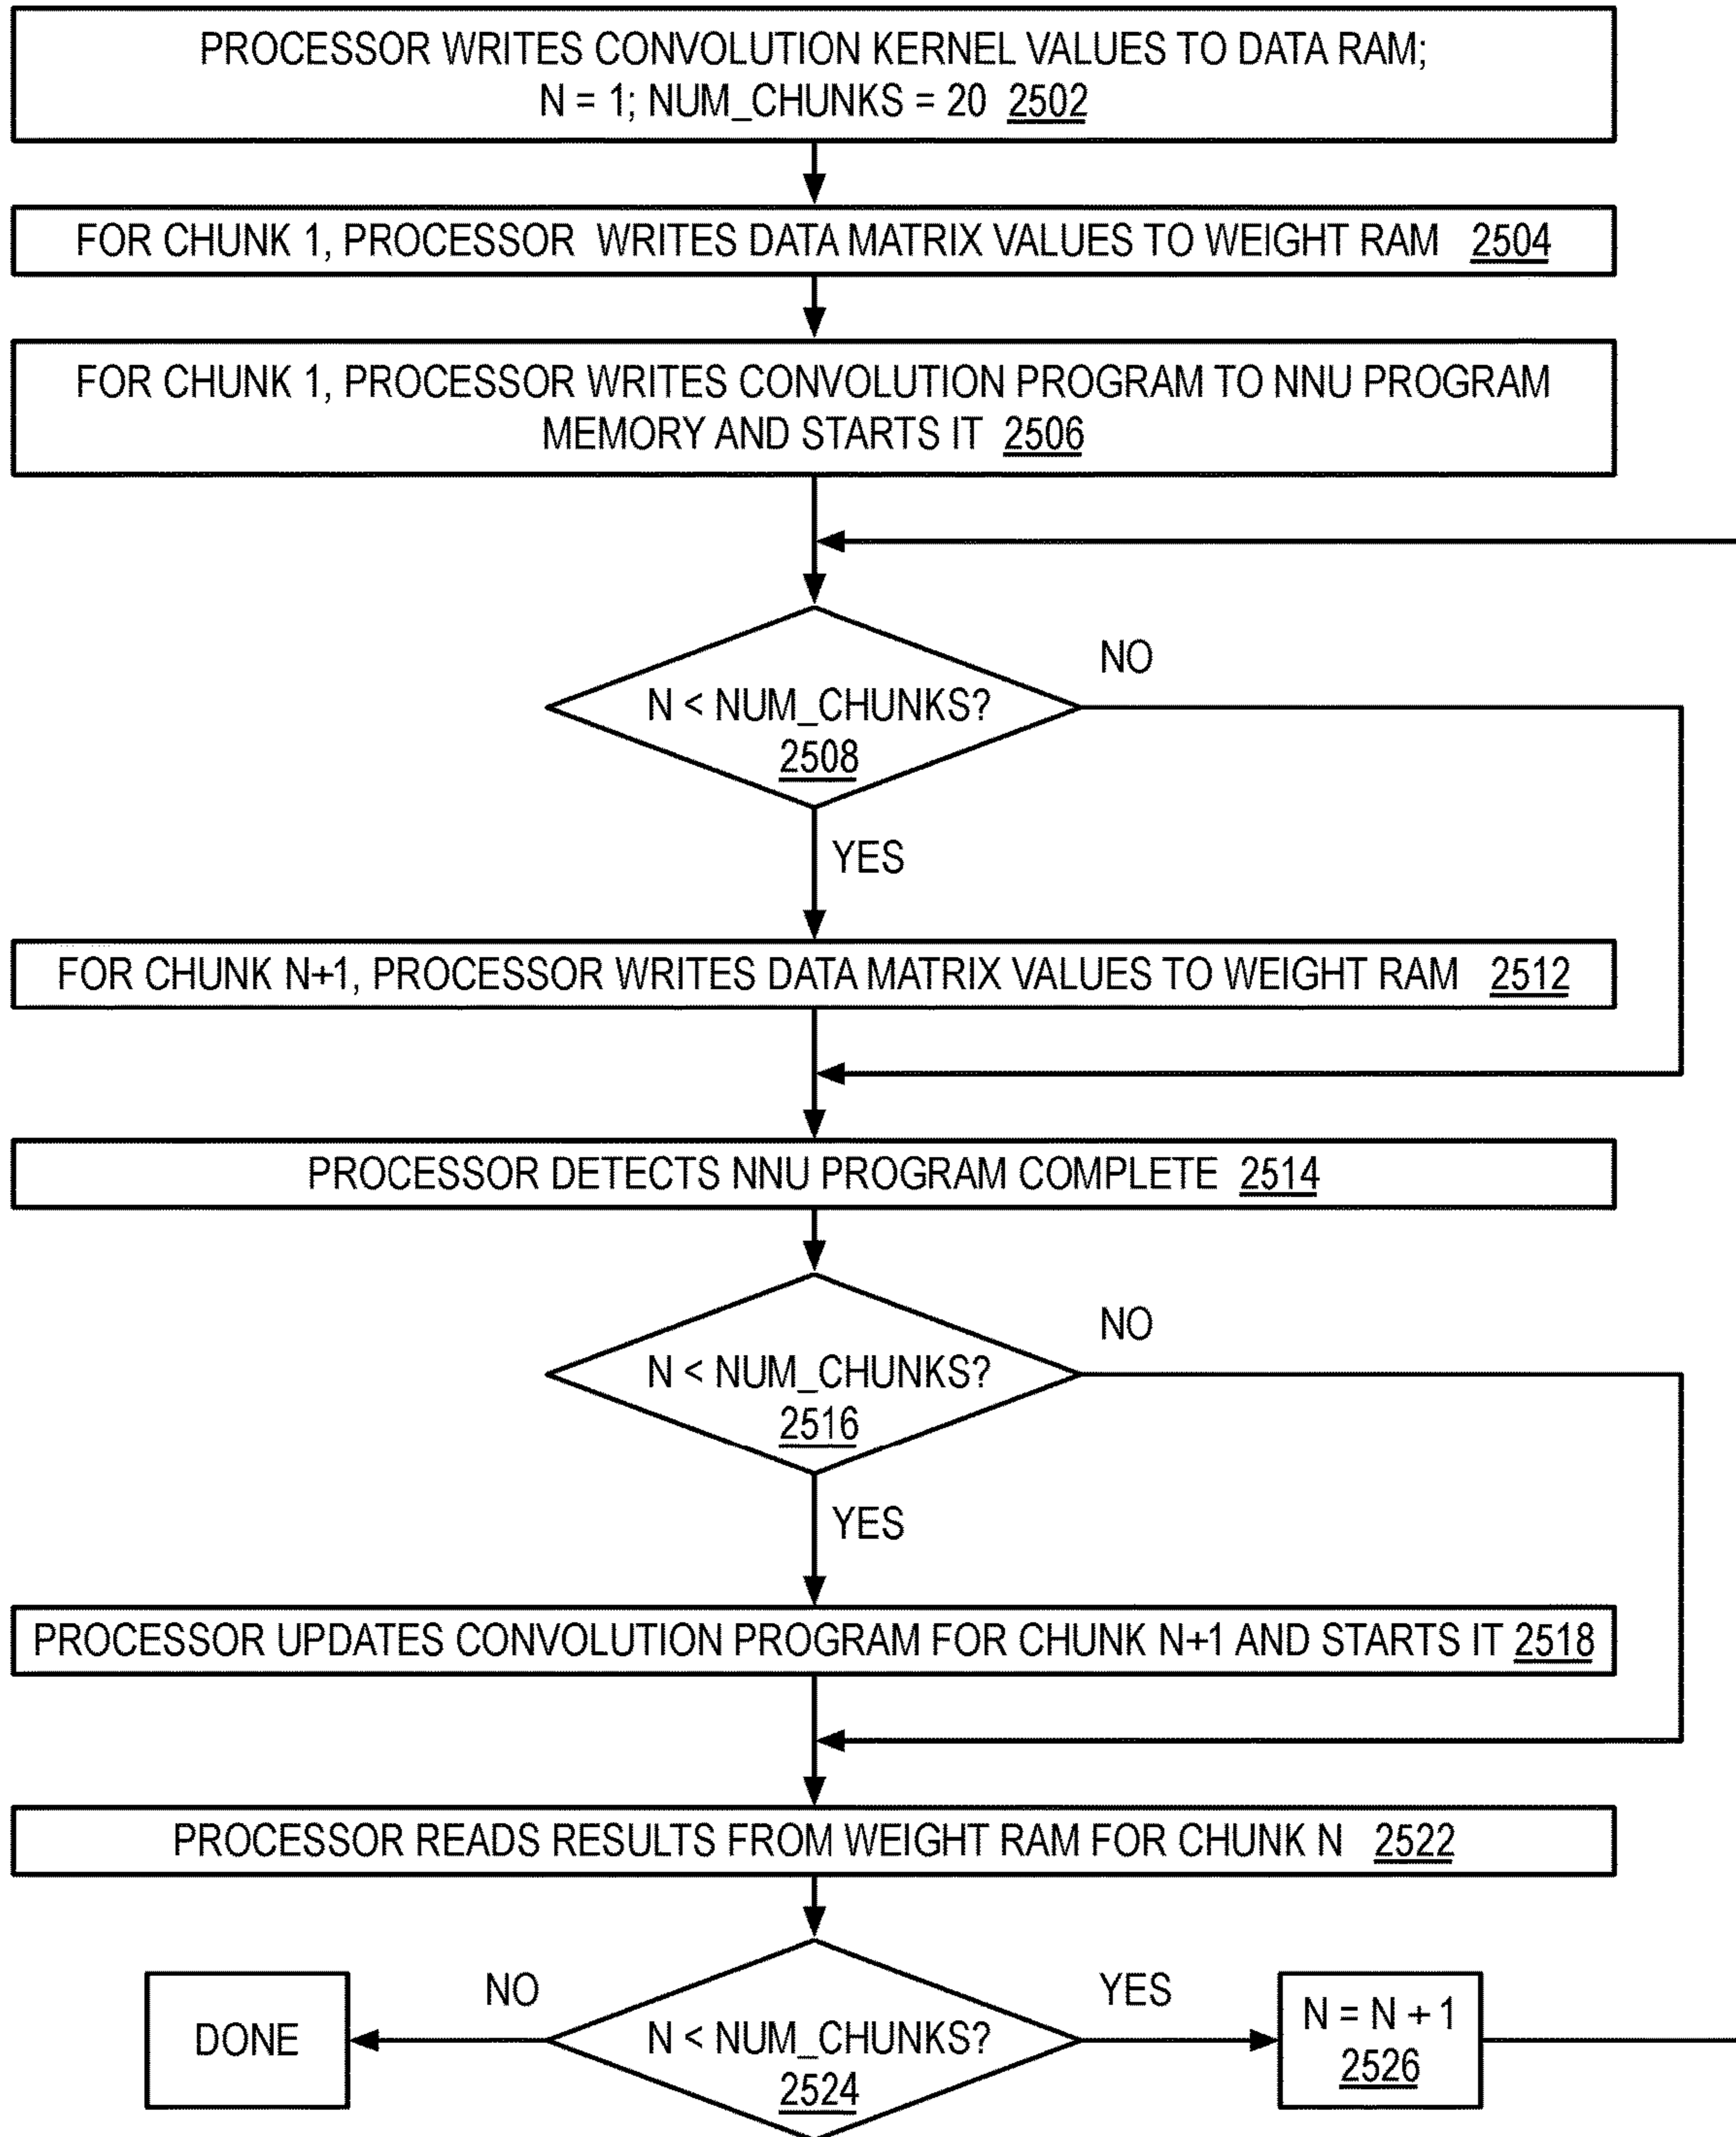 PROCESSOR WRITES CONVOLUTION KERNEL VALUES TO DATA RAM;
N = 1; NUM_CHUNKS = 20 2502
FOR CHUNK 1, PROCESSOR WRITES DATA MATRIX VALUES TO WEIGHT RAM 2504
FOR CHUNK 1, PROCESSOR WRITES CONVOLUTION PROGRAM TO NNU PROGRAM
MEMORY AND STARTS IT 2506
NO
N < NUM_CHUNKS?
2508
YES
FOR CHUNK N+1, PROCESSOR WRITES DATA MATRIX VALUES TO WEIGHT RAM 2512
PROCESSOR DETECTS NNU PROGRAM COMPLETE 2514
NO
N < NUM_CHUNKS?
2516
YES
PROCESSOR UPDATES CONVOLUTION PROGRAM FOR CHUNK N+1 AND STARTS IT 2518
PROCESSOR READS RESULTS FROM WEIGHT RAM FOR CHUNK N 2522
NO
YES
DONE
N < NUM_CHUNKS?
2524
N = N + 1
2526